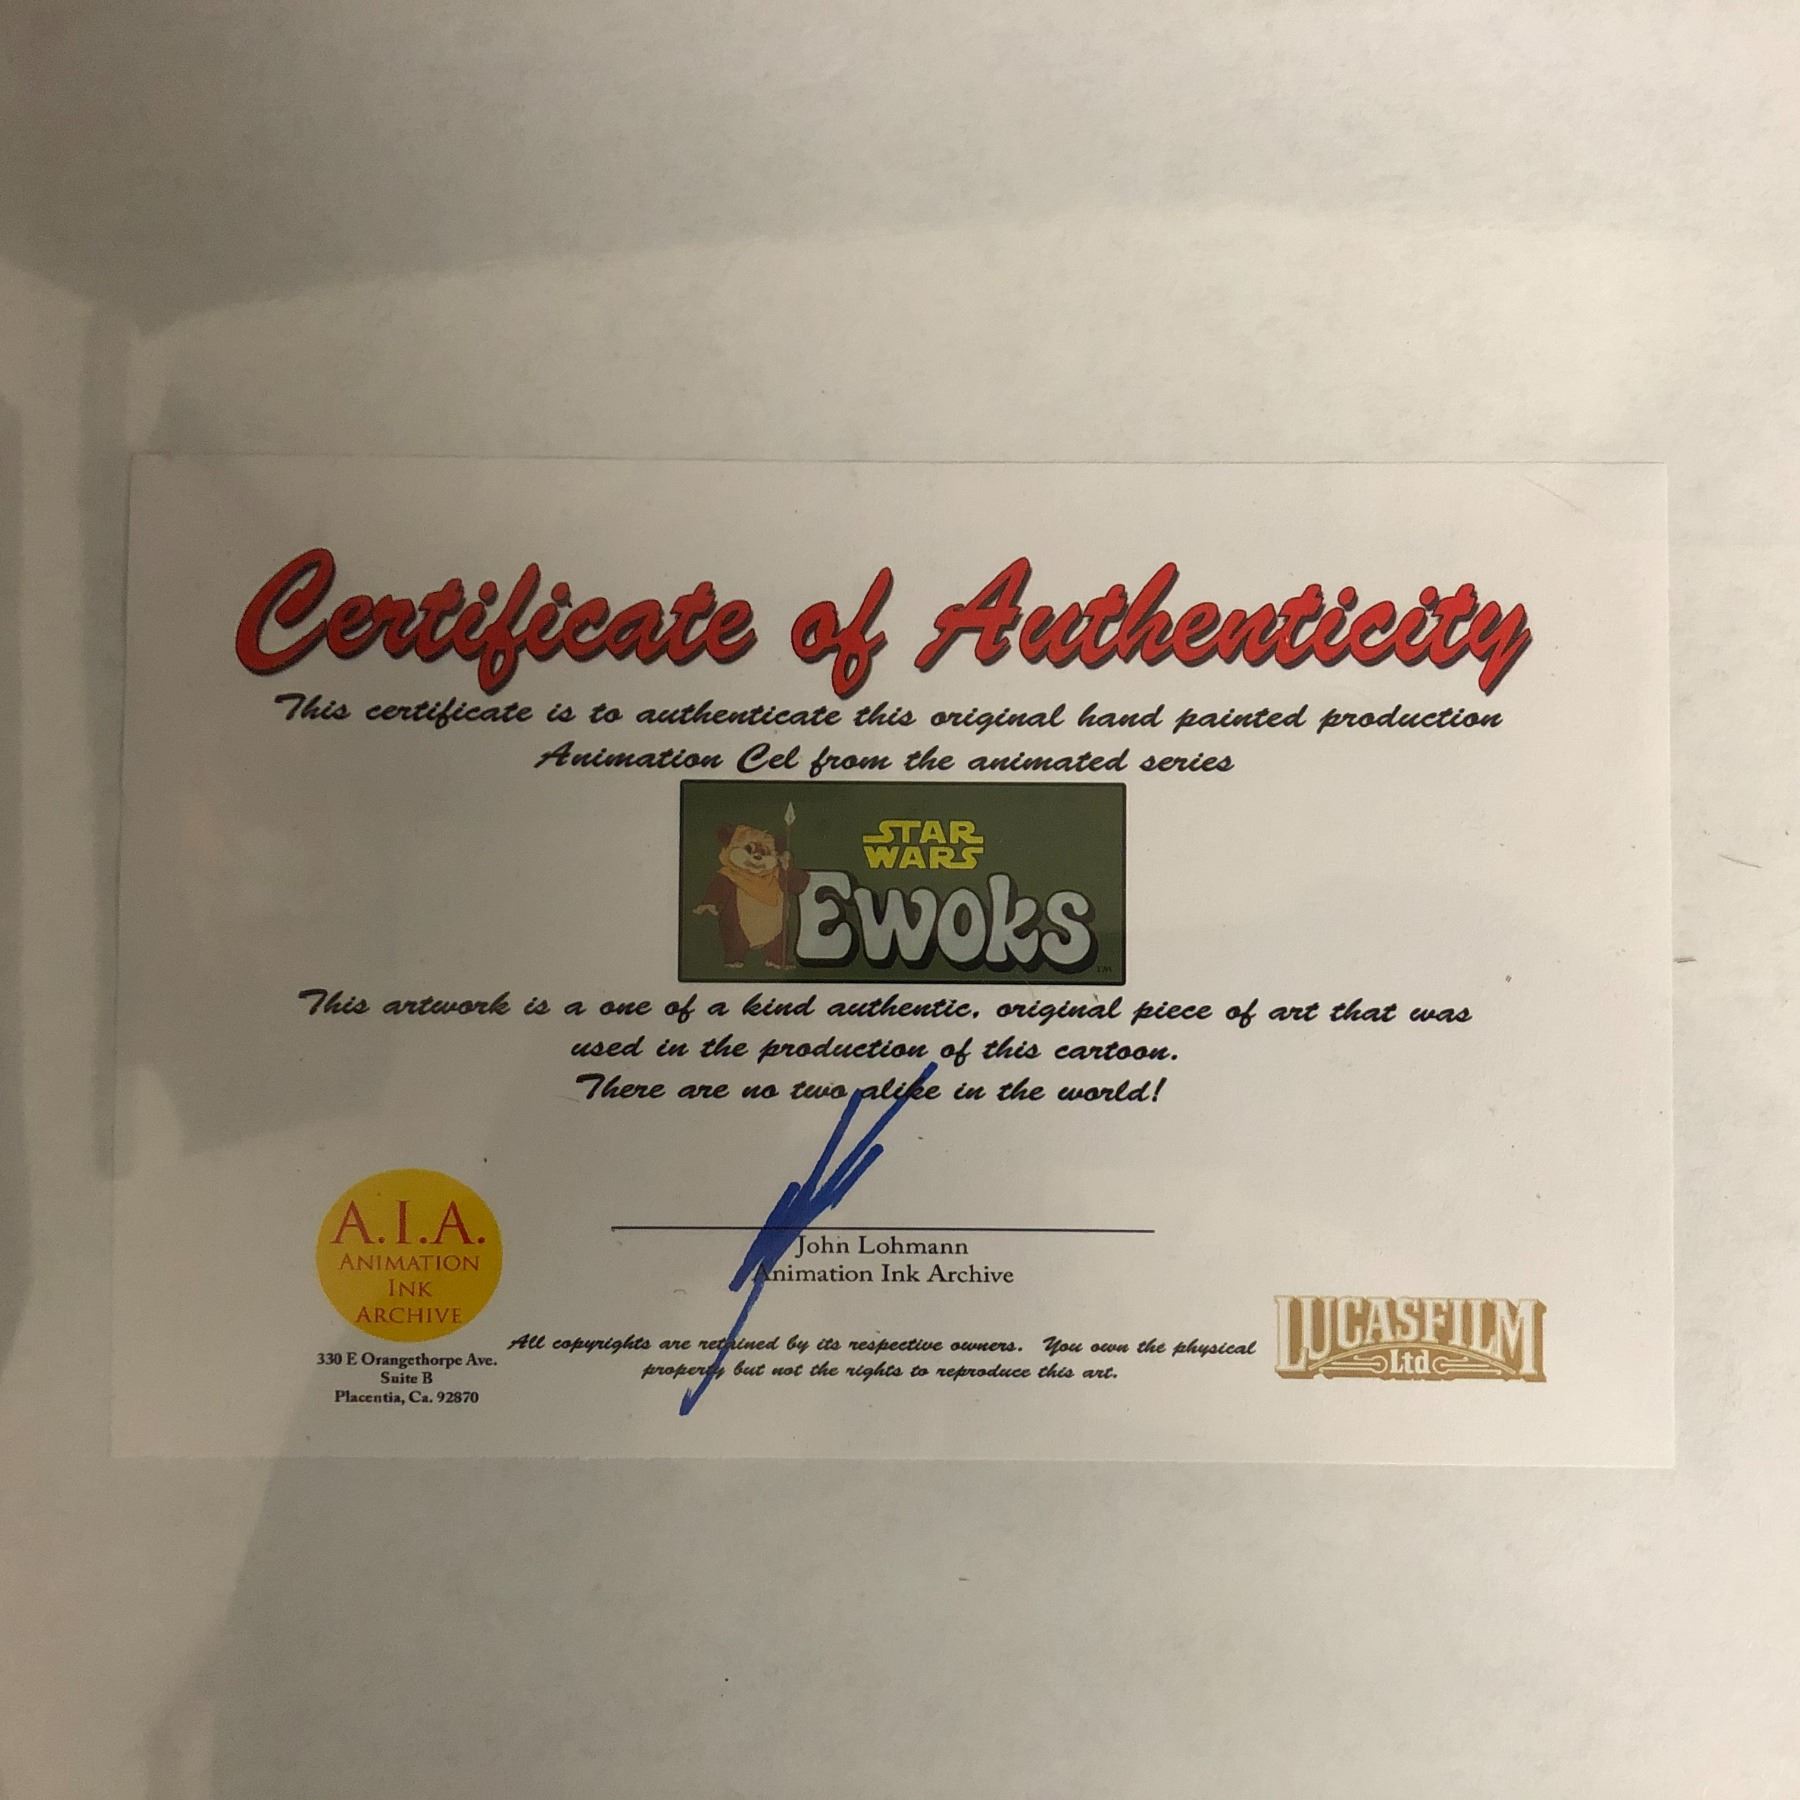 Certificate of Authenticity
This certificate is to authenticate this original hand painted production
Animation Cel from the animated series
STAR
WARS
EWOKS
TM
This artwork is a one of a kind authentic, original piece of art that was
used in the production of this cartoon.
There are no two alike in the world!
John Lohmann
Animation Ink Archive
A.I.A.
ANIMATION
INK
ARCHIVE
330 E Orangethorpe Ave.
Suite B
Placentia, Ca. 92870
All copyrights are retained by its respective owners. You own the physical
property but not the rights to reproduce this art.
LUCASFILM
Ltd